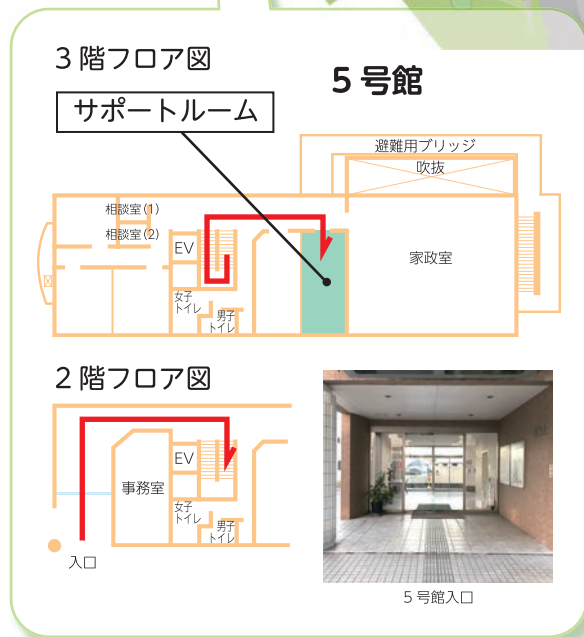 3階フロア図
5号館
サポートルーム
避難用ブリッジ
吹抜
相談室(1)
相談室(2)
EV
家政室
女子
トイレ
男子
トイレ
2階フロア図
EV
事務室
女子
トイレ
男子
トイレ
入口
5号館入口